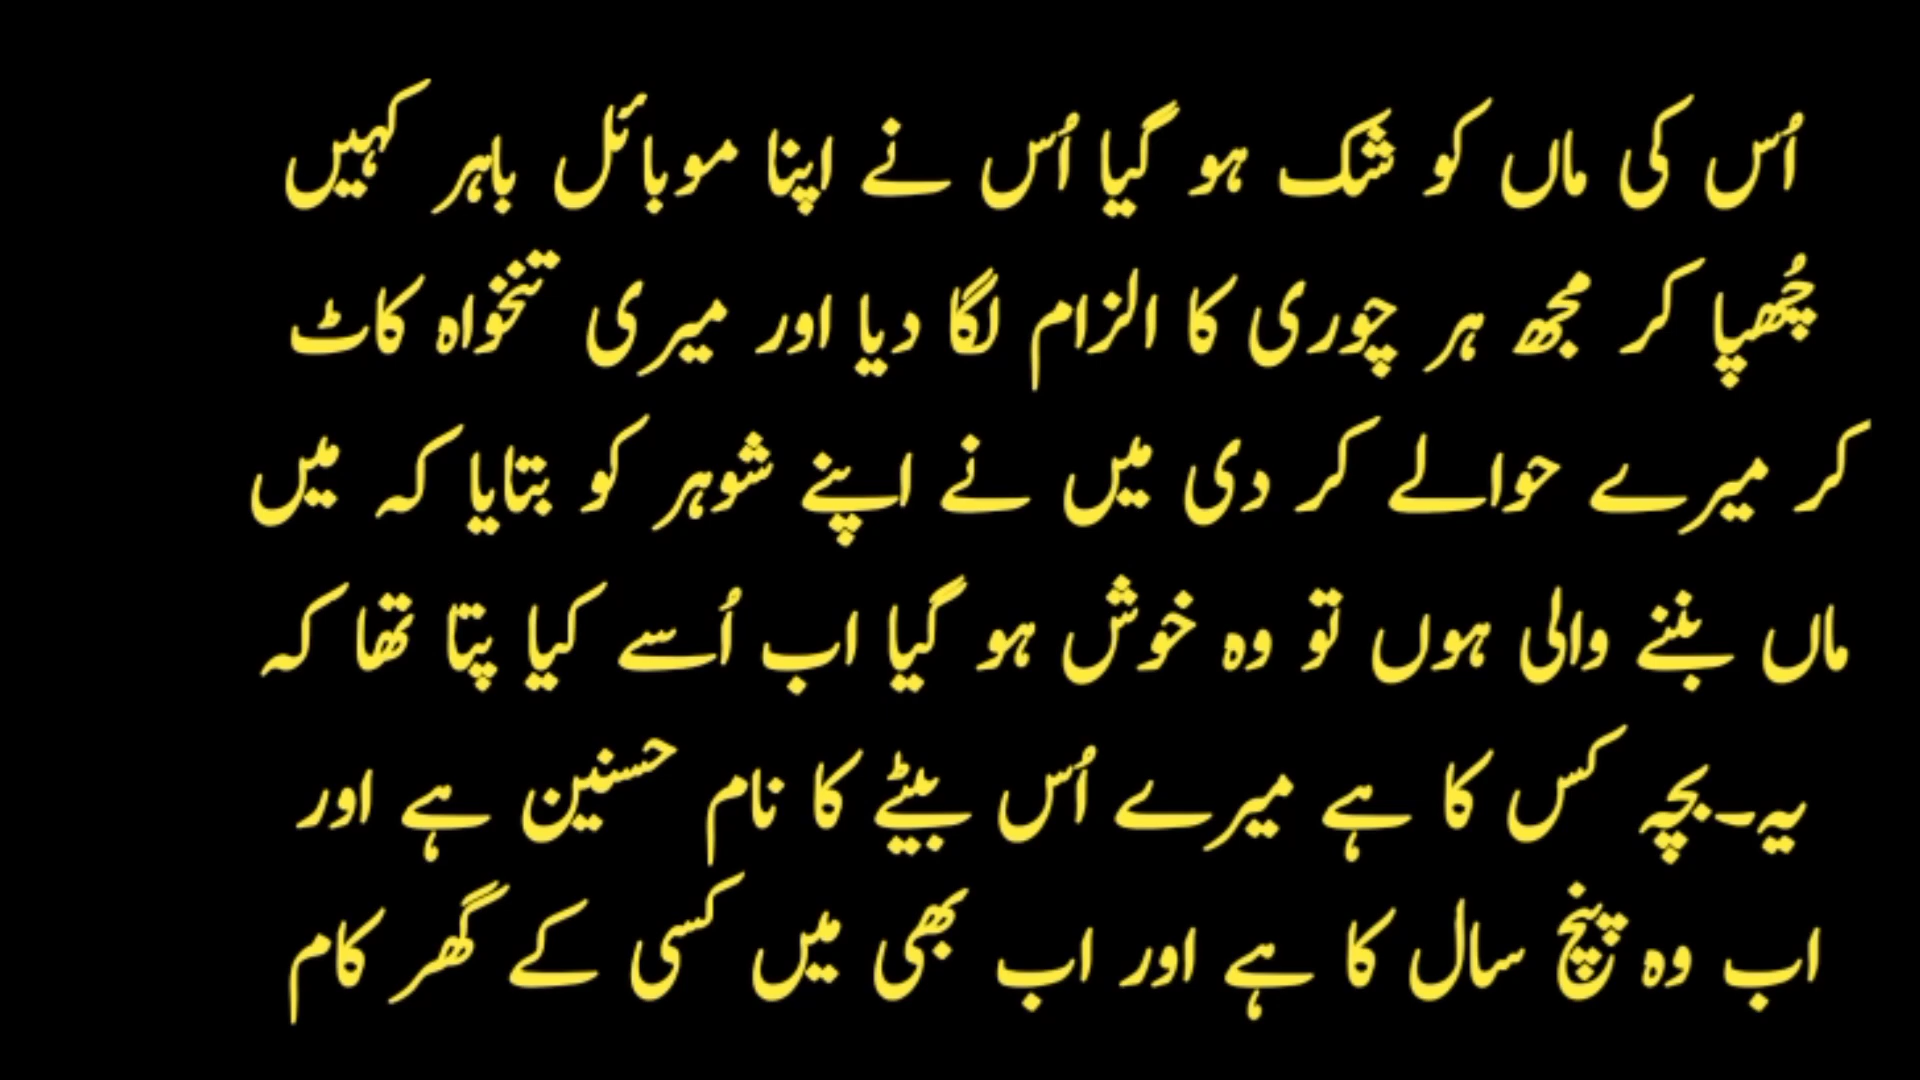 اُس کی ماں کو شک ہو گیا اُس نے اپنا موبائل باہر کہیں
چُھپا کر مجھ ہر چوری کا الزام لگا دیا اور میری تنخواہ کاٹ
کر میرے حوالے کر دی میں نے اپنے شوہر کو بتایا کہ میں
ماں بننے والی ہوں تو وہ خوش ہو گیا اب اُسے کیا پتا تھا کہ
یہ۔بچہ کس کا ہے میرے اُس بیٹے کا نام حسنین ہے اور
اب وہ پنچ سال کا ہے اور اب بھی میں کسی کے گھر کام